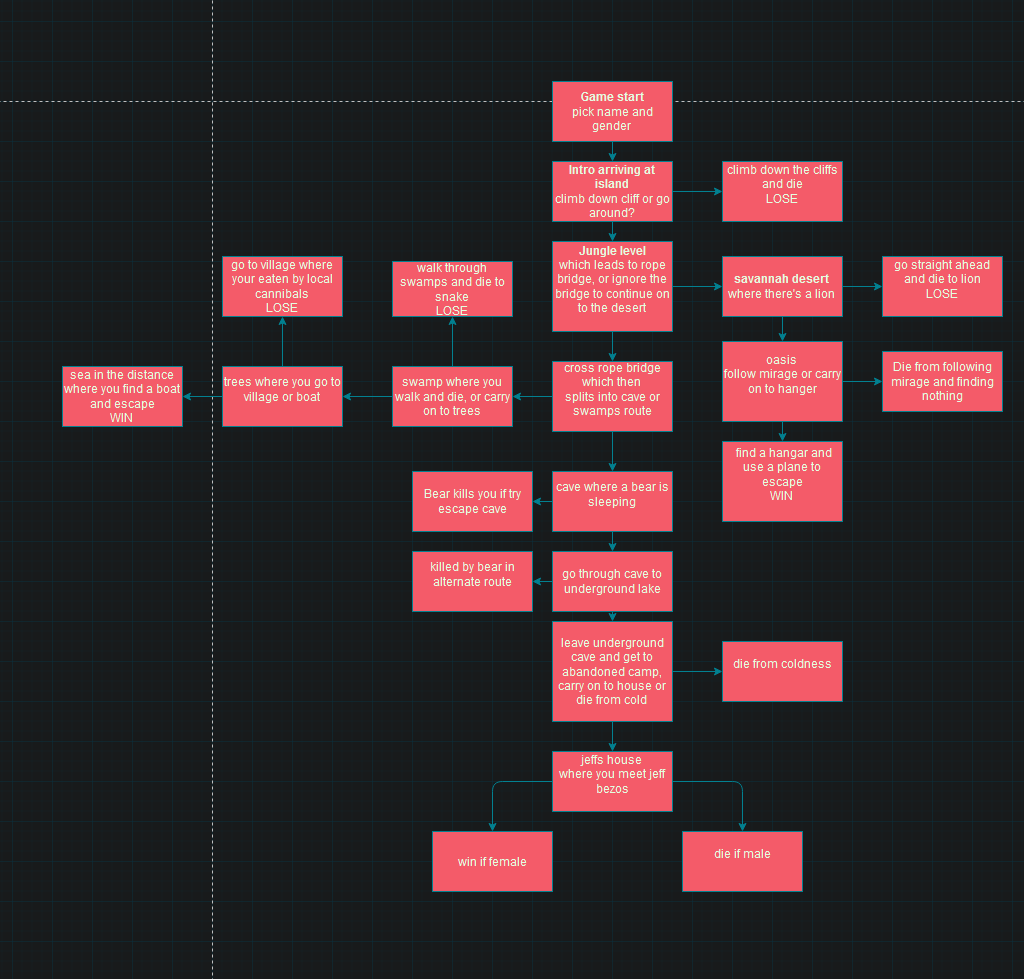 Game start
pick name and
gender
Intro arriving at
island
climb down cliff or go
around?
climb down the cliffs
and die
LOSE
Jungle level
which leads to rope
bridge, or ignore the
bridge to continue on
to the desert
savannah desert
where there's a lion
go straight ahead
and die to lion
LOSE
go to village where
your eaten by local
cannibals
LOSE
walk through
swamps and die to
snake
LOSE
oasis
follow mirage or carry
on to hanger
Die from following
mirage and finding
nothing
sea in the distance
where you find a boat
and escape
WIN
trees where you go to
village or boat
swamp where you
walk and die, or carry
on to trees
cross rope bridge
which then
splits into cave or
swamps route
find a hangar and
use a plane to
escape
WIN
Bear kills you if try
escape cave
cave where a bear is
sleeping
killed by bear in
alternate route
go through cave to
underground lake
leave underground
cave and get to
abandoned camp,
carry on to house or
die from cold
die from coldness
jeffs house
where you meet jeff
bezos
win if female
die if male